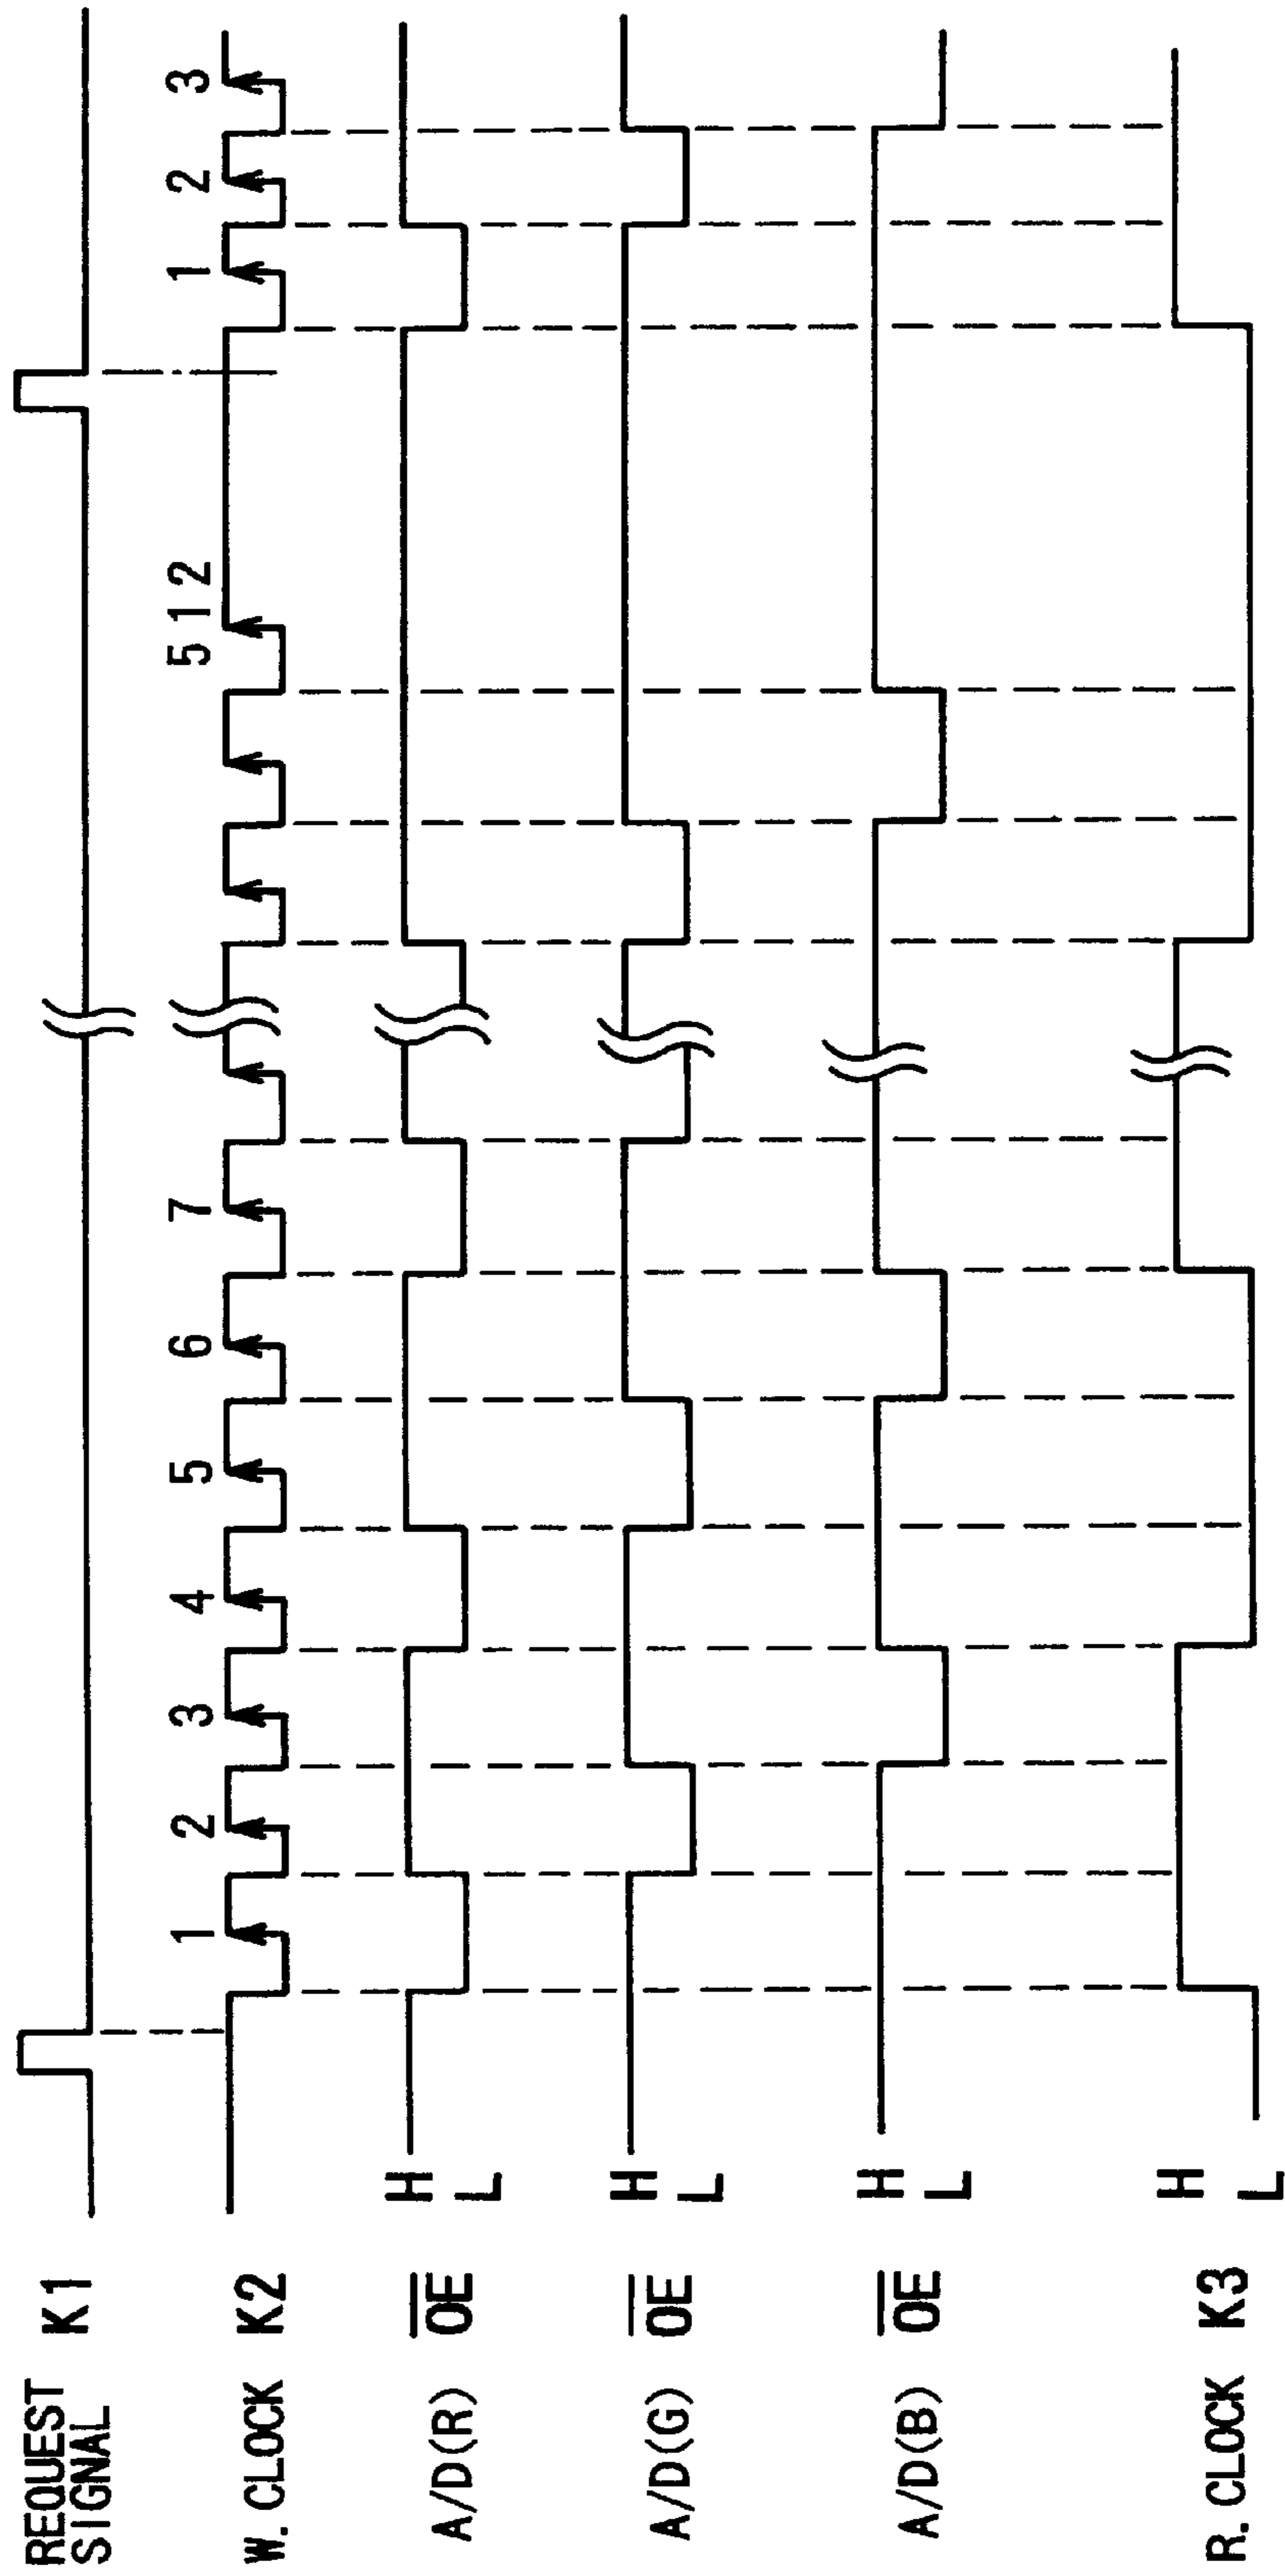 REQUEST
SIGNAL K1
W. CLOCK K2 1 2 3 4 5 6 7 512 1 2 3
A/D(R) OE H L
A/D(G) OE H L
A/D(B) OE H L
R. CLOCK K3 H L